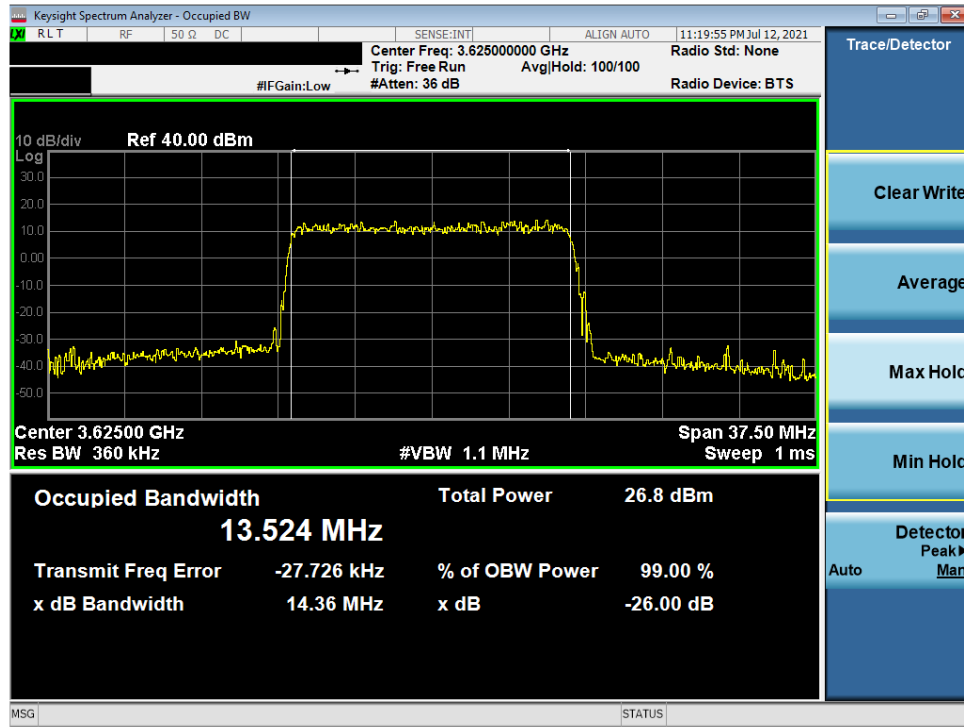 Keysight Spectrum Analyzer - Occupied BW
LXI RLT RF 50 Ω DC SENSE:INT ALIGN AUTO 11:19:55 PM Jul 12, 2021
Center Freq: 3.625000000 GHz Radio Std: None
Trig: Free Run Avg|Hold: 100/100
#IFGain:Low #Atten: 36 dB Radio Device: BTS
Trace/Detector
10 dB/div Ref 40.00 dBm
Log
30.0
20.0
10.0
0.00
-10.0
-20.0
-30.0
-40.0
-50.0
Center 3.62500 GHz Span 37.50 MHz
Res BW 360 kHz #VBW 1.1 MHz Sweep 1 ms
Occupied Bandwidth Total Power 26.8 dBm
13.524 MHz
Transmit Freq Error -27.726 kHz % of OBW Power 99.00 %
x dB Bandwidth 14.36 MHz x dB -26.00 dB
Clear Write
Average
Max Hold
Min Hold
Detector
Peak▶
Auto Man
MSG STATUS